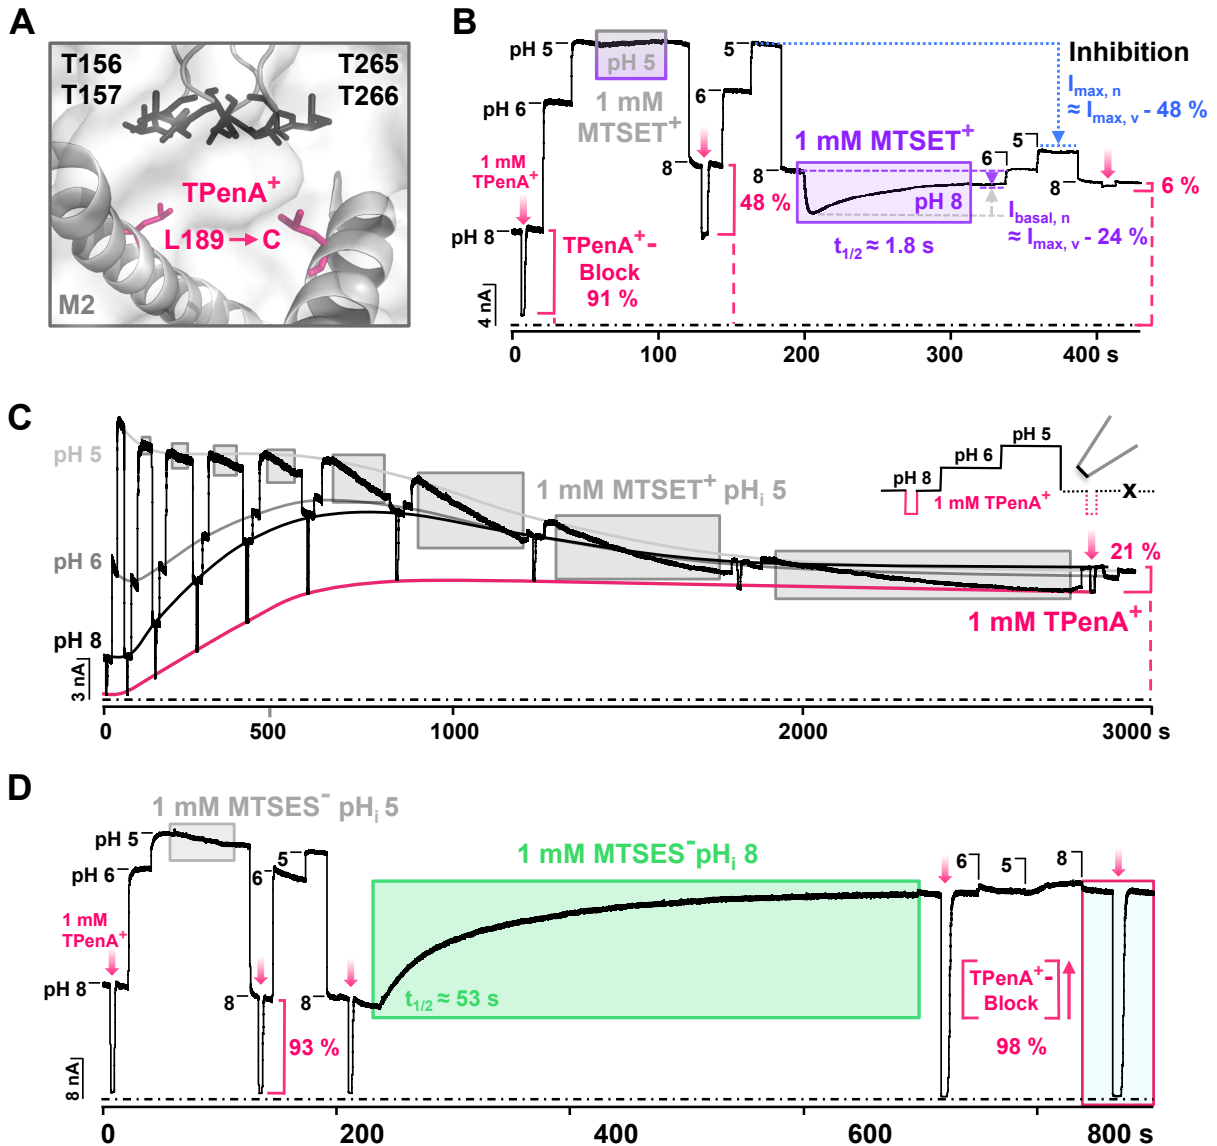 A
T156
T157
T265
T266
TPenA⁺
L189 → C
M2
B
pH 5
pH 6
pH 8
pH 5
1 mM
MTSET⁺
1 mM
TPenA⁺
TPenA⁺-
Block
91 %
4 nA
8
6
5
48 %
8
1 mM MTSET⁺
pH 8
t1/2 ≈ 1.8 s
6
5
8
Inhibition
Imax, n
≈ Imax, v - 48 %
Ibasal, n
≈ Imax, v - 24 %
6 %
0 100 200 300 400 s
C
pH 5
pH 6
pH 8
3 nA
1 mM MTSET⁺ pHi 5
pH 8
pH 6
pH 5
1 mM TPenA⁺
x
21 %
1 mM TPenA⁺
0 500 1000 2000 3000 s
D
1 mM MTSES⁻ pHi 5
pH 5
pH 6
pH 8
1 mM
TPenA⁺
8 nA
5
6
8
8
93 %
1 mM MTSES⁻pHi 8
t1/2 ≈ 53 s
6
5
8
TPenA⁺-
Block
98 %
0 200 400 600 800 s